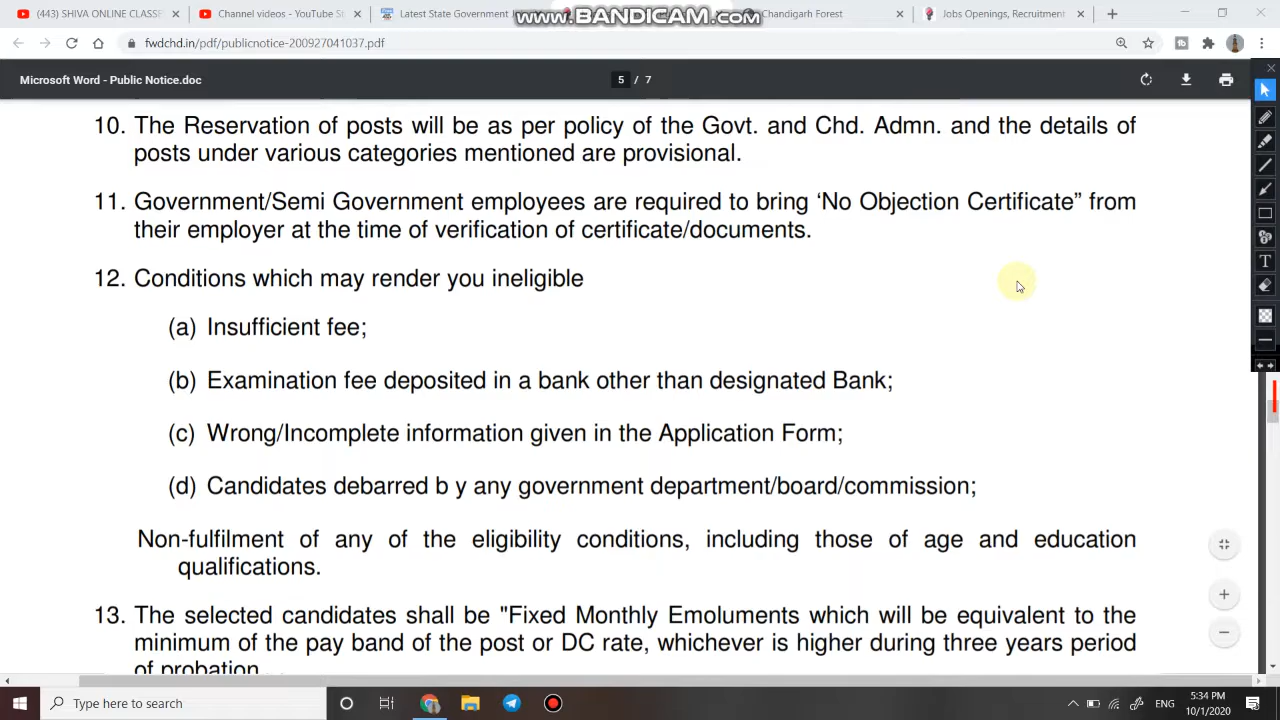 (443) SHIVA ONLINE CLASS
Channel videos - YouTube S
Latest State Government
Chandigarh Forest
Jobs Openings, Recruitment
WWW.BANDICAM.COM
fwdchd.in/pdf/publicnotice-200927041037.pdf
Microsoft Word - Public Notice.doc
5 / 7
10. The Reservation of posts will be as per policy of the Govt. and Chd. Admn. and the details of
posts under various categories mentioned are provisional.
11. Government/Semi Government employees are required to bring ‘No Objection Certificate” from
their employer at the time of verification of certificate/documents.
12. Conditions which may render you ineligible
(a) Insufficient fee;
(b) Examination fee deposited in a bank other than designated Bank;
(c) Wrong/Incomplete information given in the Application Form;
(d) Candidates debarred b y any government department/board/commission;
Non-fulfilment of any of the eligibility conditions, including those of age and education
qualifications.
13. The selected candidates shall be "Fixed Monthly Emoluments which will be equivalent to the
minimum of the pay band of the post or DC rate, whichever is higher during three years period
of probation
Type here to search
ENG
5:34 PM
10/1/2020